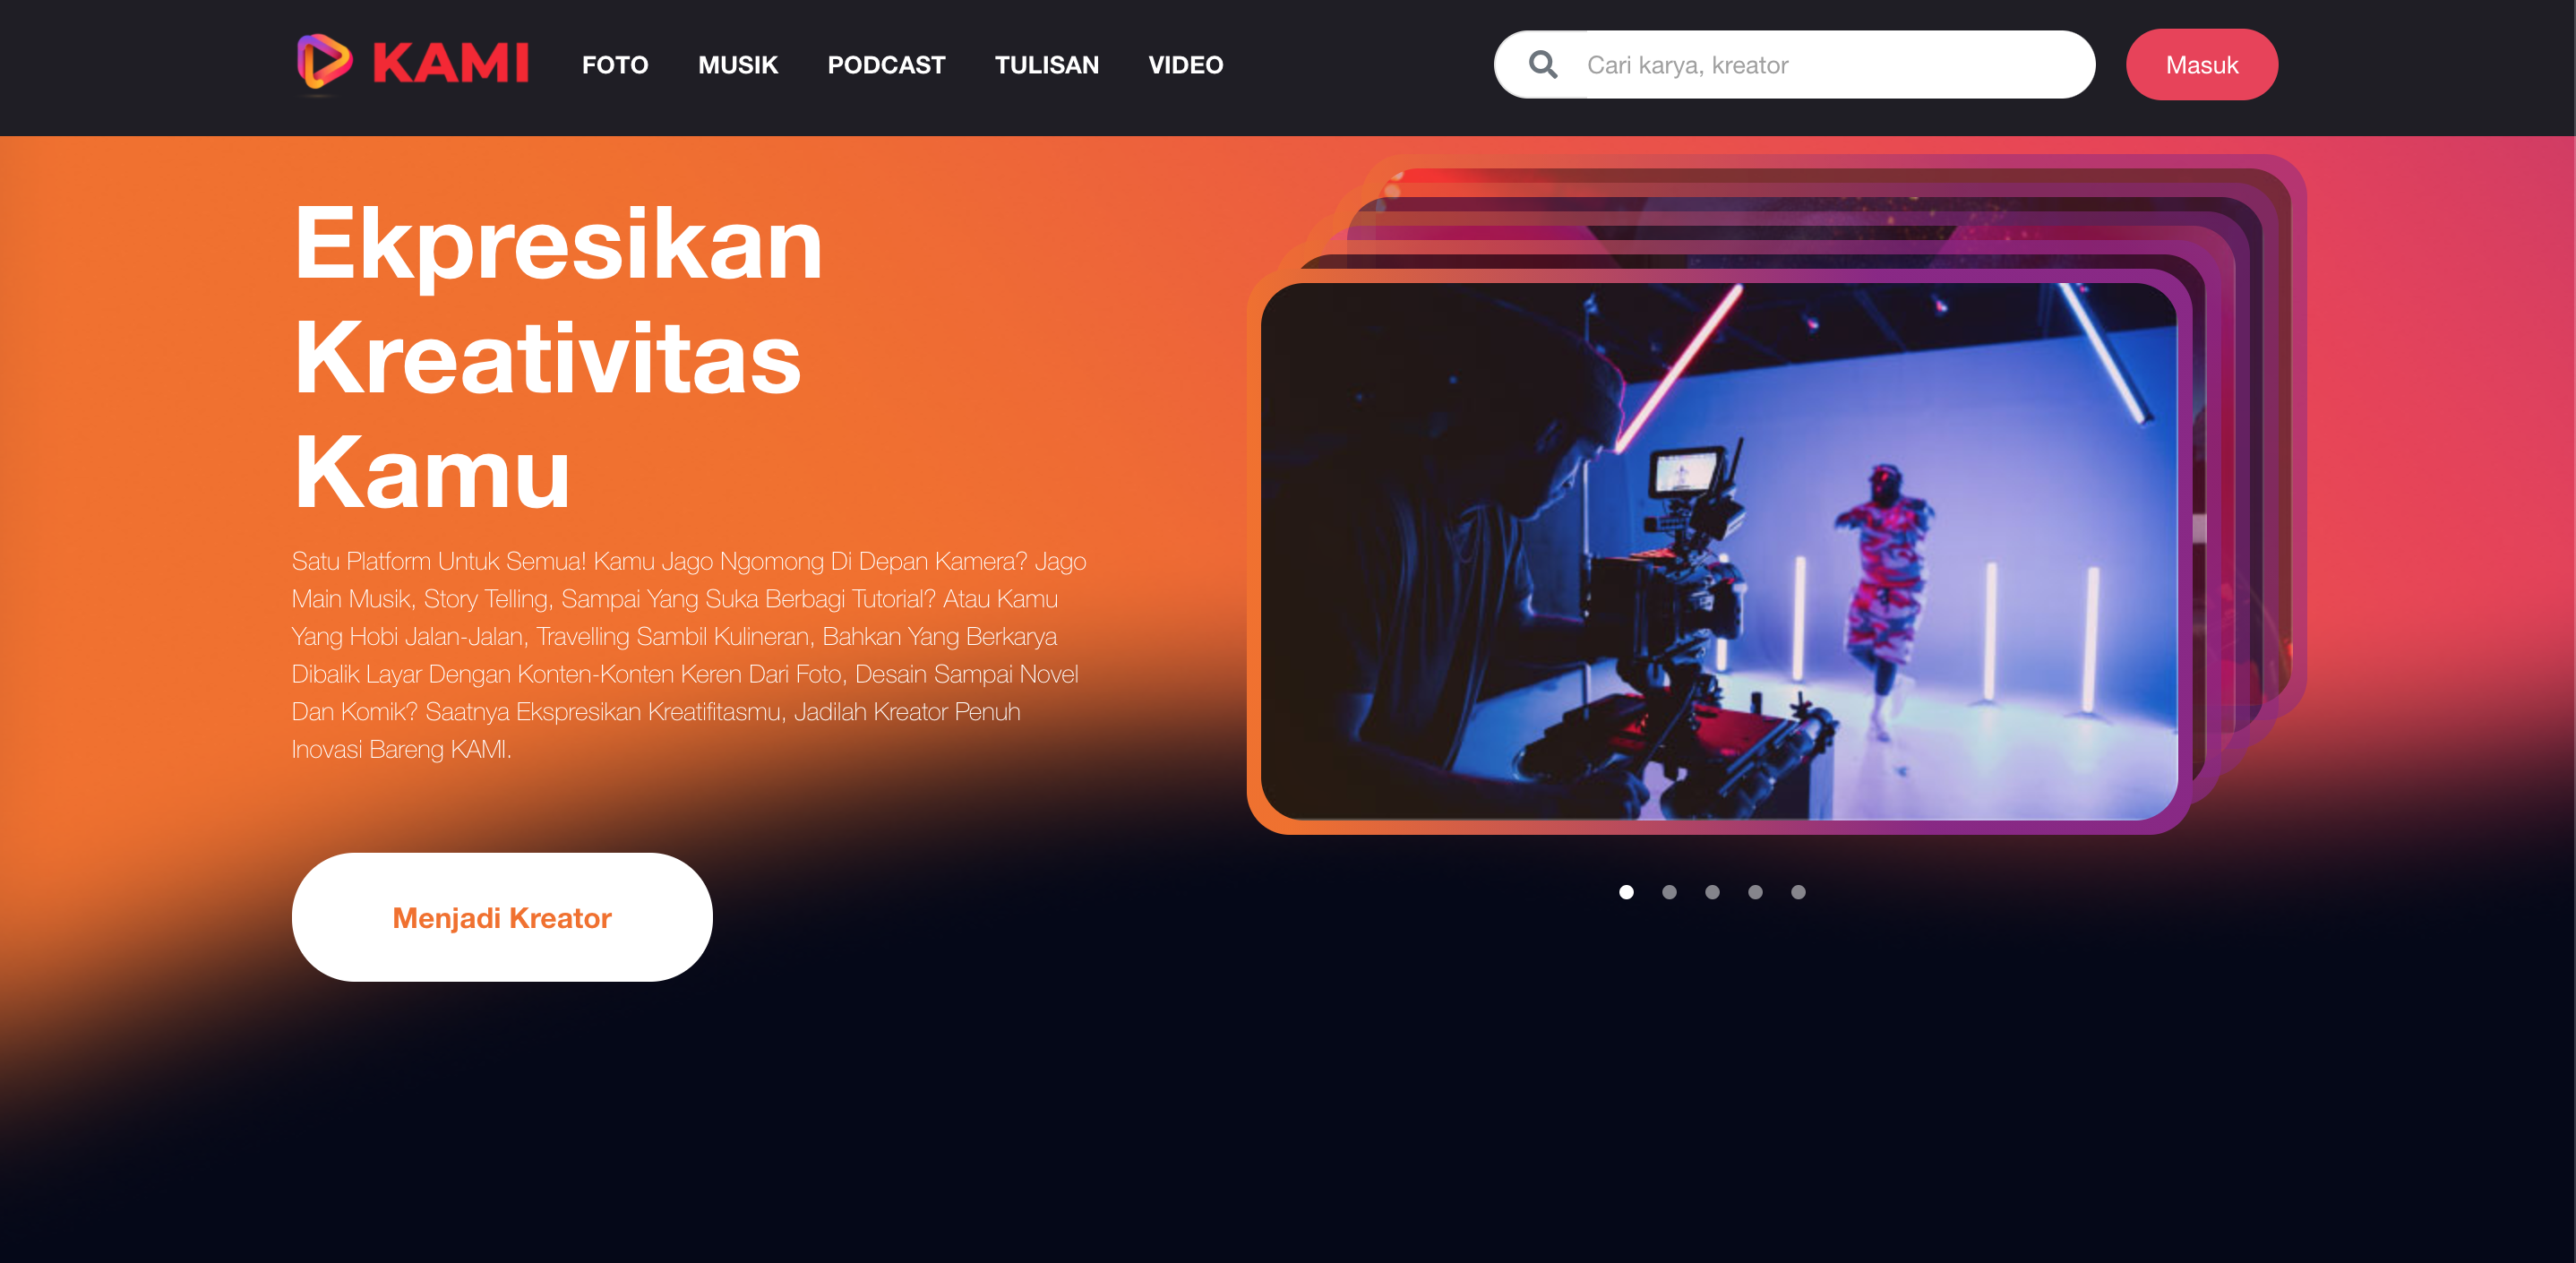 KAMI
FOTO
MUSIK
PODCAST
TULISAN
VIDEO
Cari karya, kreator
Masuk
Ekpresikan
Kreativitas
Kamu
Satu Platform Untuk Semua! Kamu Jago Ngomong Di Depan Kamera? Jago
Main Musik, Story Telling, Sampai Yang Suka Berbagi Tutorial? Atau Kamu
Yang Hobi Jalan-Jalan, Travelling Sambil Kulineran, Bahkan Yang Berkarya
Dibalik Layar Dengan Konten-Konten Keren Dari Foto, Desain Sampai Novel
Dan Komik? Saatnya Ekspresikan Kreatifitasmu, Jadilah Kreator Penuh
Inovasi Bareng KAMI.
Menjadi Kreator